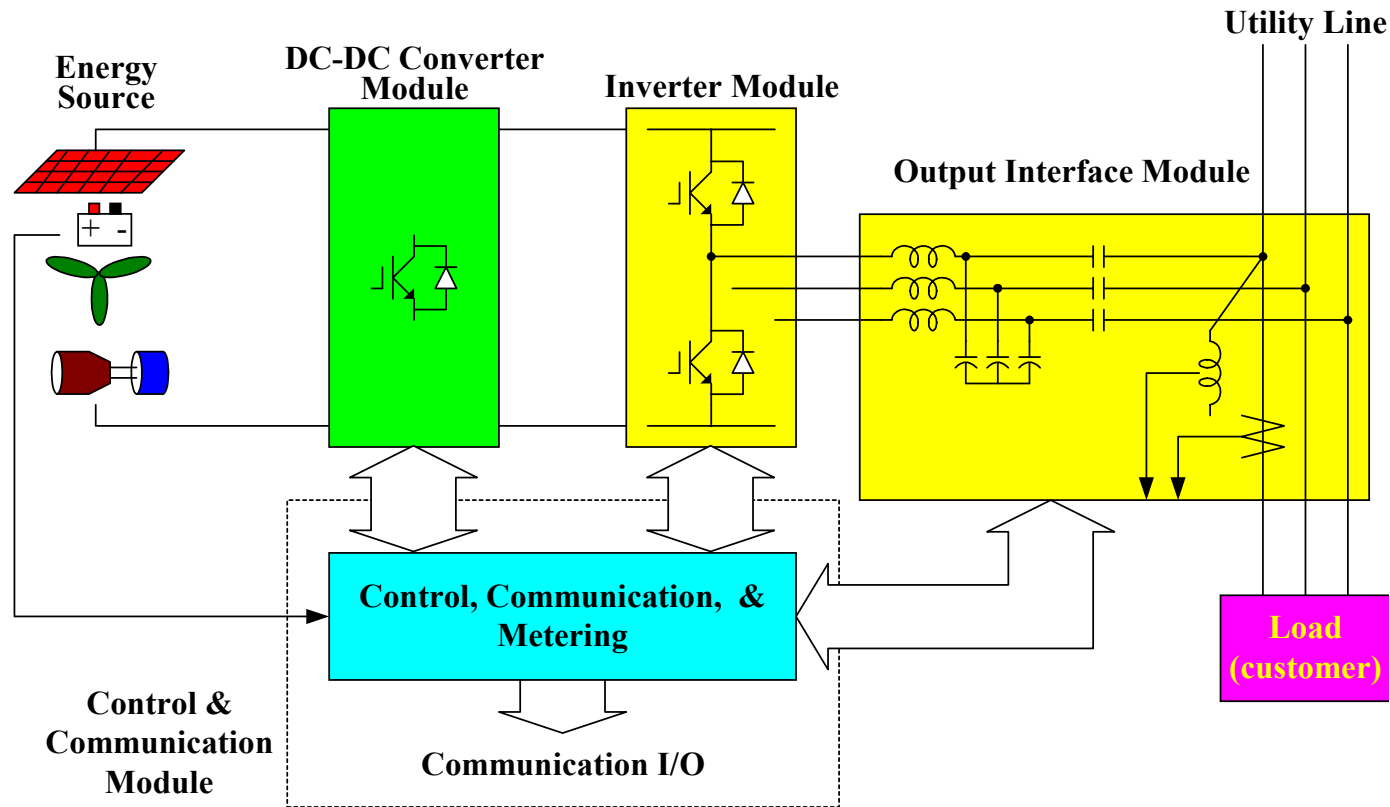 Utility Line
DC-DC Converter
Module
Energy
Source
Inverter Module
Output Interface Module
+ -
Control, Communication, &
Metering
Load
(customer)
Control &
Communication
Module
Communication I/O